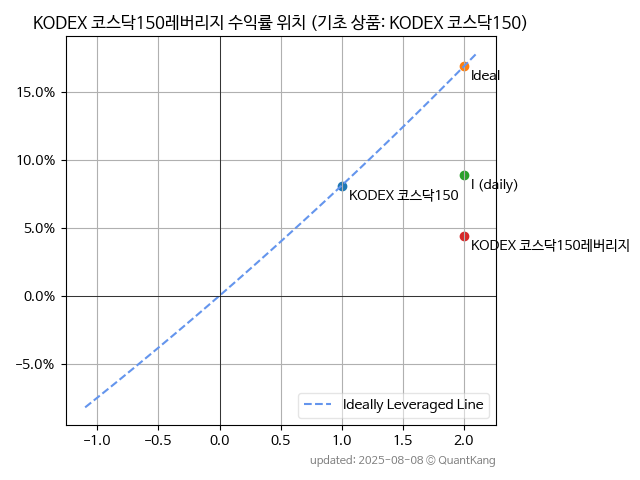 KODEX 코스닥150레버리지 수익률 위치 (기초 상품: KODEX 코스닥150)
15.0%
10.0%
5.0%
0.0%
−5.0%
Ideal
I (daily)
KODEX 코스닥150
KODEX 코스닥150레버리지
Ideally Leveraged Line
−1.0 −0.5 0.0 0.5 1.0 1.5 2.0
updated: 2025-08-08 © QuantKang